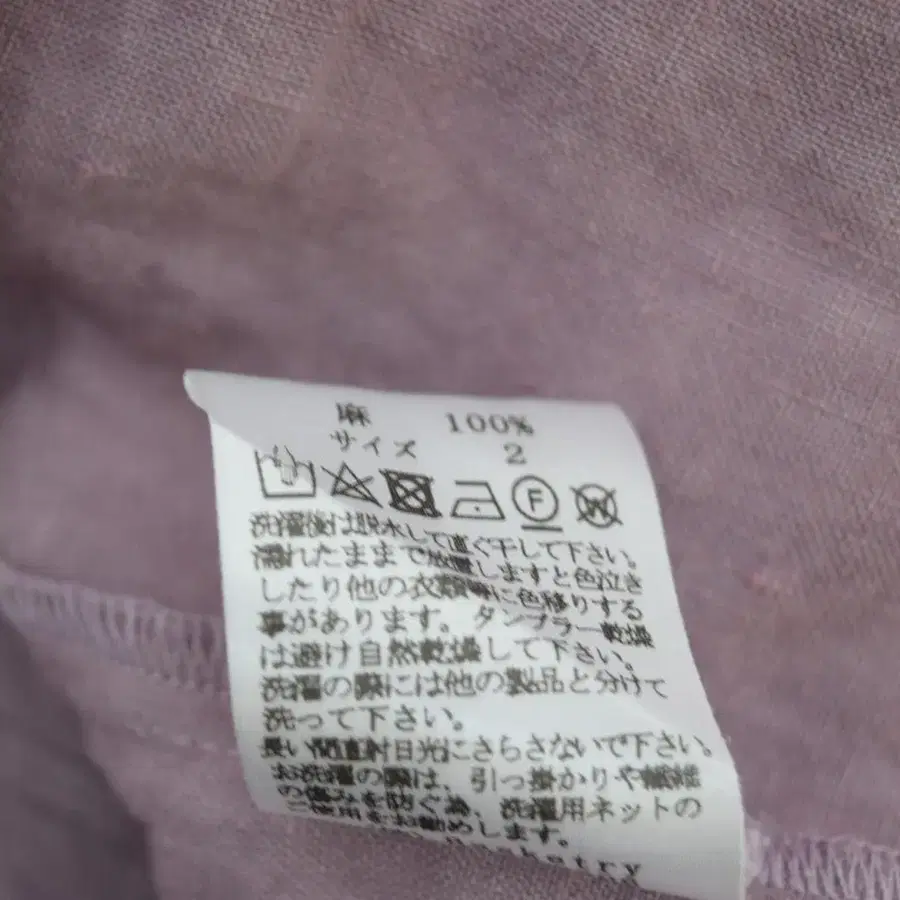 麻 100%
サイズ 2
F W
洗濯後は脱水して直ぐ干して下さい。
濡れたままで放置しますと色泣き
したり他の衣類等に色移りする
事があります。タンブラー乾燥
は避け自然乾燥して下さい。
洗濯の際には他の製品と分けて
洗って下さい。
長い間直射日光にさらさないで下さい。
お洗濯の際は、引っ掛かりや繊維
の傷みを防ぐ為、洗濯用ネットの
ご使用をお勧めします。